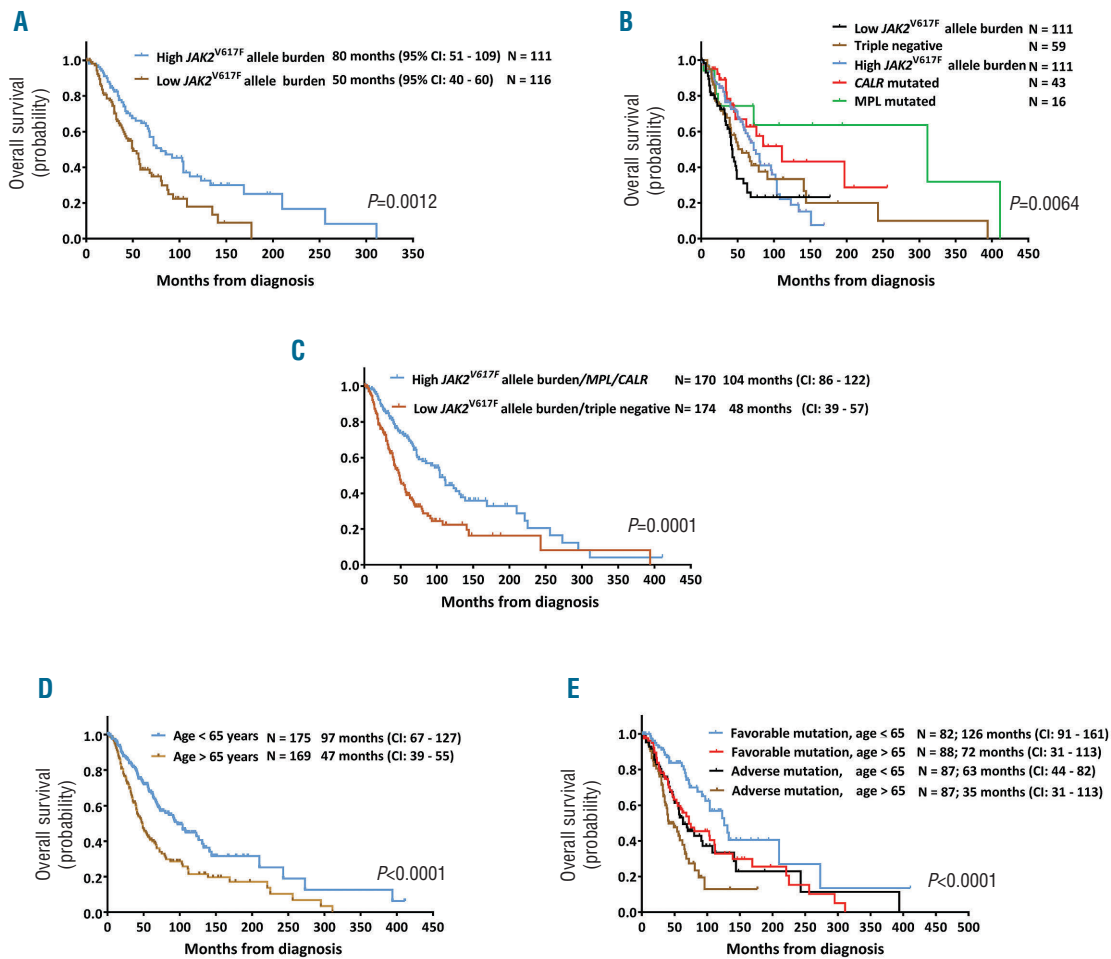 A
High JAK2V617F allele burden 80 months (95% CI: 51 - 109) N = 111
Low JAK2V617F allele burden 50 months (95% CI: 40 - 60) N = 116
Overall survival
(probability)
1.0
0.8
0.6
0.4
0.2
0.0
P=0.0012
0 50 100 150 200 250 300 350
Months from diagnosis
B
Low JAK2V617F allele burden N = 111
Triple negative N = 59
High JAK2V617F allele burden N = 111
CALR mutated N = 43
MPL mutated N = 16
Overall survival
(probability)
1.0
0.8
0.6
0.4
0.2
0.0
P=0.0064
0 50 100 150 200 250 300 350 400 450
Months from diagnosis
C
High JAK2V617F allele burden/MPL/CALR N= 170 104 months (CI: 86 - 122)
Low JAK2V617F allele burden/triple negative N= 174 48 months (CI: 39 - 57)
Overall survival
(probability)
1.0
0.8
0.6
0.4
0.2
0.0
P=0.0001
0 50 100 150 200 250 300 350 400 450
Months from diagnosis
D
Age < 65 years N = 175 97 months (CI: 67 - 127)
Age > 65 years N = 169 47 months (CI: 39 - 55)
Overall survival
(probability)
1.0
0.8
0.6
0.4
0.2
0.0
P<0.0001
0 50 100 150 200 250 300 350 400 450
Months from diagnosis
E
Favorable mutation, age < 65 N = 82; 126 months (CI: 91 - 161)
Favorable mutation, age > 65 N = 88; 72 months (CI: 31 - 113)
Adverse mutation, age < 65 N = 87; 63 months (CI: 44 - 82)
Adverse mutation, age > 65 N = 87; 35 months (CI: 31 - 113)
Overall survival
(probability)
1.0
0.8
0.6
0.4
0.2
0.0
P<0.0001
0 50 100 150 200 250 300 350 400 450 500
Months from diagnosis